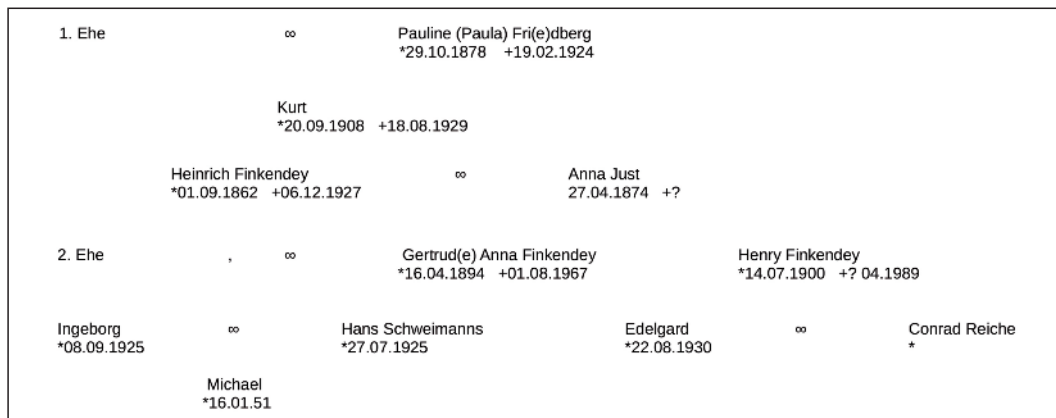 1. Ehe ∞ Pauline (Paula) Fri(e)dberg
*29.10.1878 +19.02.1924
Kurt
*20.09.1908 +18.08.1929
Heinrich Finkendey ∞ Anna Just
*01.09.1862 +06.12.1927 27.04.1874 +?
2. Ehe , ∞ Gertrud(e) Anna Finkendey Henry Finkendey
*16.04.1894 +01.08.1967 *14.07.1900 +? 04.1989
Ingeborg ∞ Hans Schweimanns Edelgard ∞ Conrad Reiche
*08.09.1925 *27.07.1925 *22.08.1930 *
Michael
*16.01.51